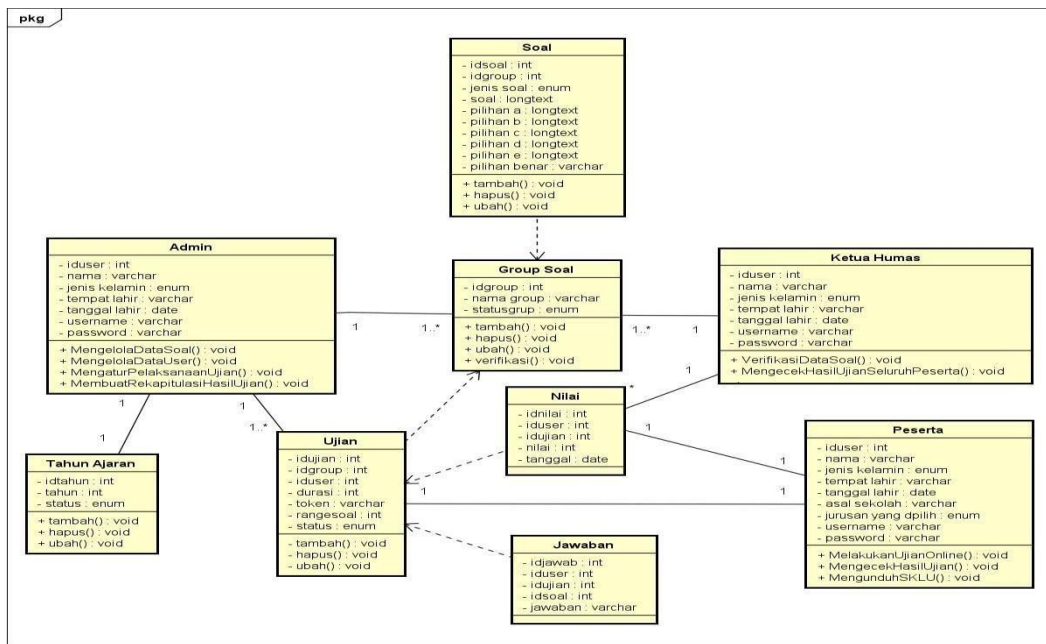 pkg
Soal
- idsoal : int
- idgroup : int
- jenis soal : enum
- soal : longtext
- pilihan a : longtext
- pilihan b : longtext
- pilihan c : longtext
- pilihan d : longtext
- pilihan e : longtext
- pilihan benar : varchar
+ tambah() : void
+ hapus() : void
+ ubah() : void
Admin
- iduser : int
- nama : varchar
- jenis kelamin : enum
- tempat lahir : varchar
- tanggal lahir : date
- username : varchar
- password : varchar
+ MengelolaDataSoal() : void
+ MengelolaDataUser() : void
+ MengaturPelaksanaanUjian() : void
+ MembuatRekapitulasiHasilUjian() : void
1
1..*
Group Soal
- idgroup : int
- nama group : varchar
- statusgrup : enum
+ tambah() : void
+ hapus() : void
+ ubah() : void
+ verifikasi() : void
1..*
1
Ketua Humas
- iduser : int
- nama : varchar
- jenis kelamin : enum
- tempat lahir : varchar
- tanggal lahir : date
- username : varchar
- password : varchar
+ VerifikasiDataSoal() : void
+ MengecekHasilUjianSeluruhPeserta() : void
1
1
1
1..*
Tahun Ajaran
- idtahun : int
- tahun : int
- status : enum
+ tambah() : void
+ hapus() : void
+ ubah() : void
Ujian
- idujian : int
- idgroup : int
- iduser : int
- durasi : int
- token : varchar
- rangesoal : int
- status : enum
- tambah() : void
- hapus() : void
- ubah() : void
Nilai
- idnilai : int
- iduser : int
- idujian : int
- nilai : int
- tanggal : date
*
1
1
1
1
1
Peserta
- iduser : int
- nama : varchar
- jenis kelamin : enum
- tempat lahir : varchar
- tanggal lahir : date
- asal sekolah : varchar
- jurusan yang dpilih : enum
- username : varchar
- password : varchar
+ MelakukanUjianOnline() : void
+ MengecekHasilUjian() : void
+ MengunduhSKLU() : void
Jawaban
- idjawab : int
- iduser : int
- idujian : int
- idsoal : int
- jawaban : varchar